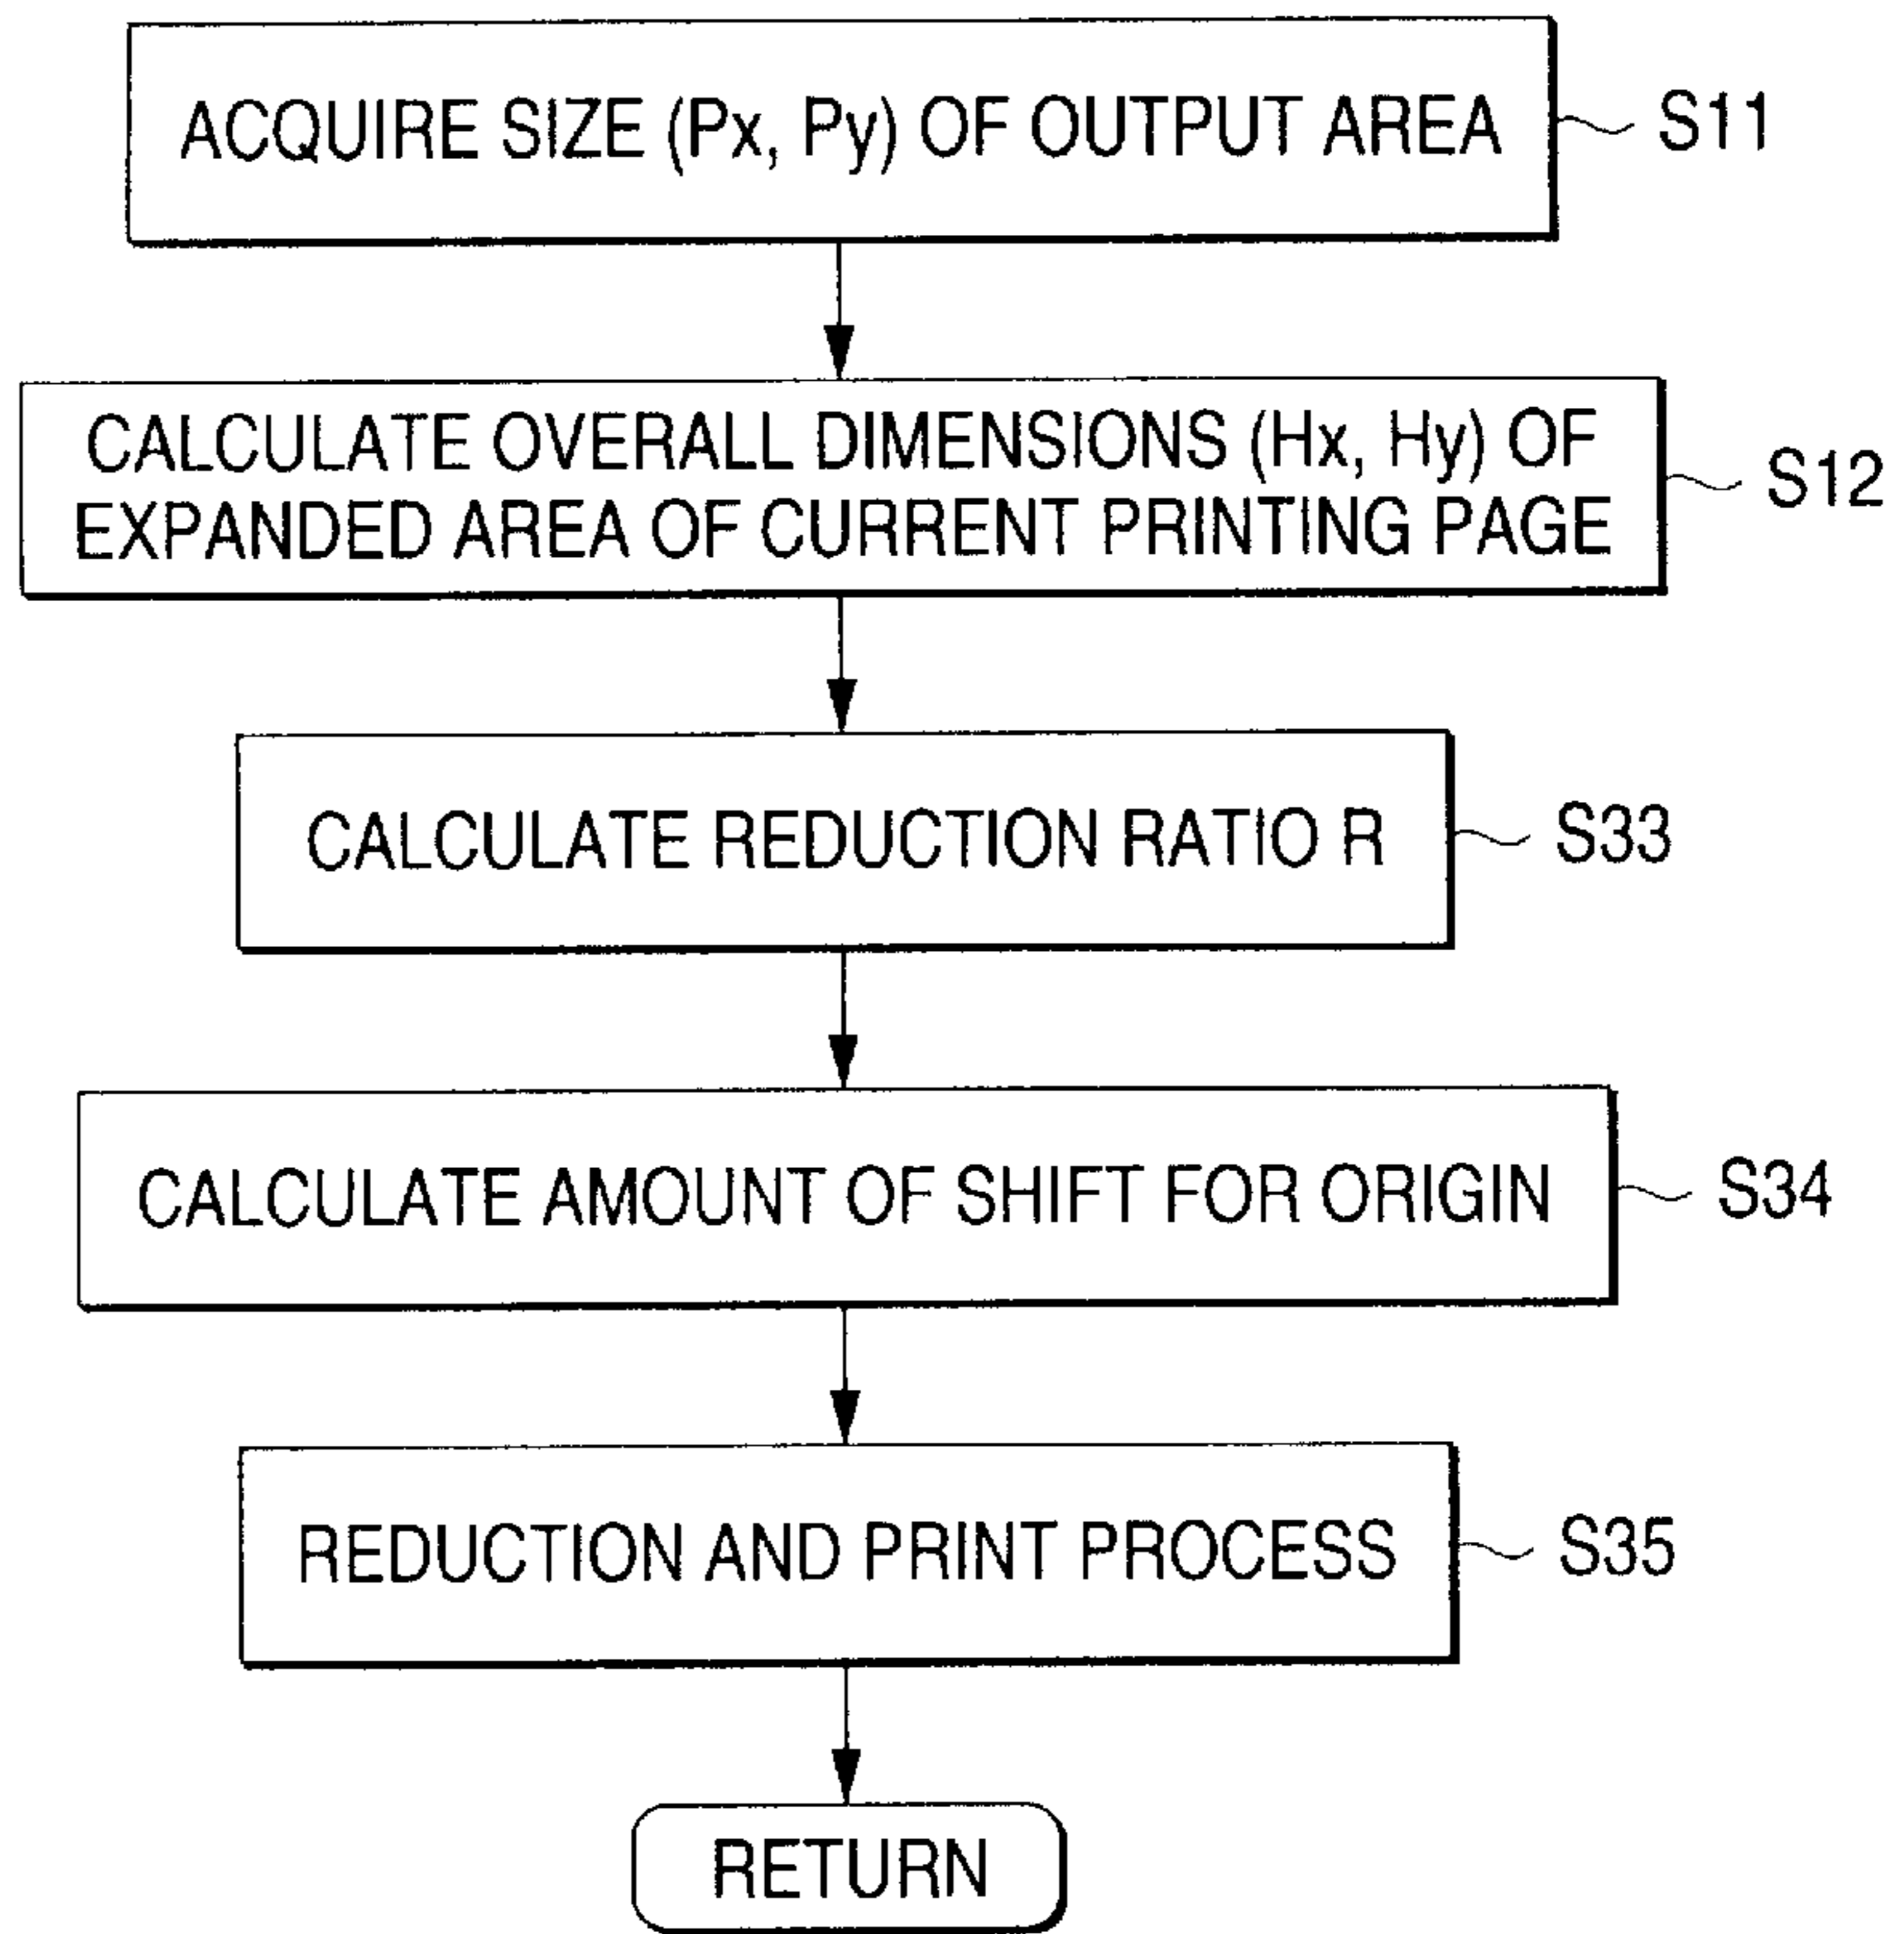 ACQUIRE SIZE (Px, Py) OF OUTPUT AREA
S11
CALCULATE OVERALL DIMENSIONS (Hx, Hy) OF
EXPANDED AREA OF CURRENT PRINTING PAGE
S12
CALCULATE REDUCTION RATIO R
S33
CALCULATE AMOUNT OF SHIFT FOR ORIGIN
S34
REDUCTION AND PRINT PROCESS
S35
RETURN